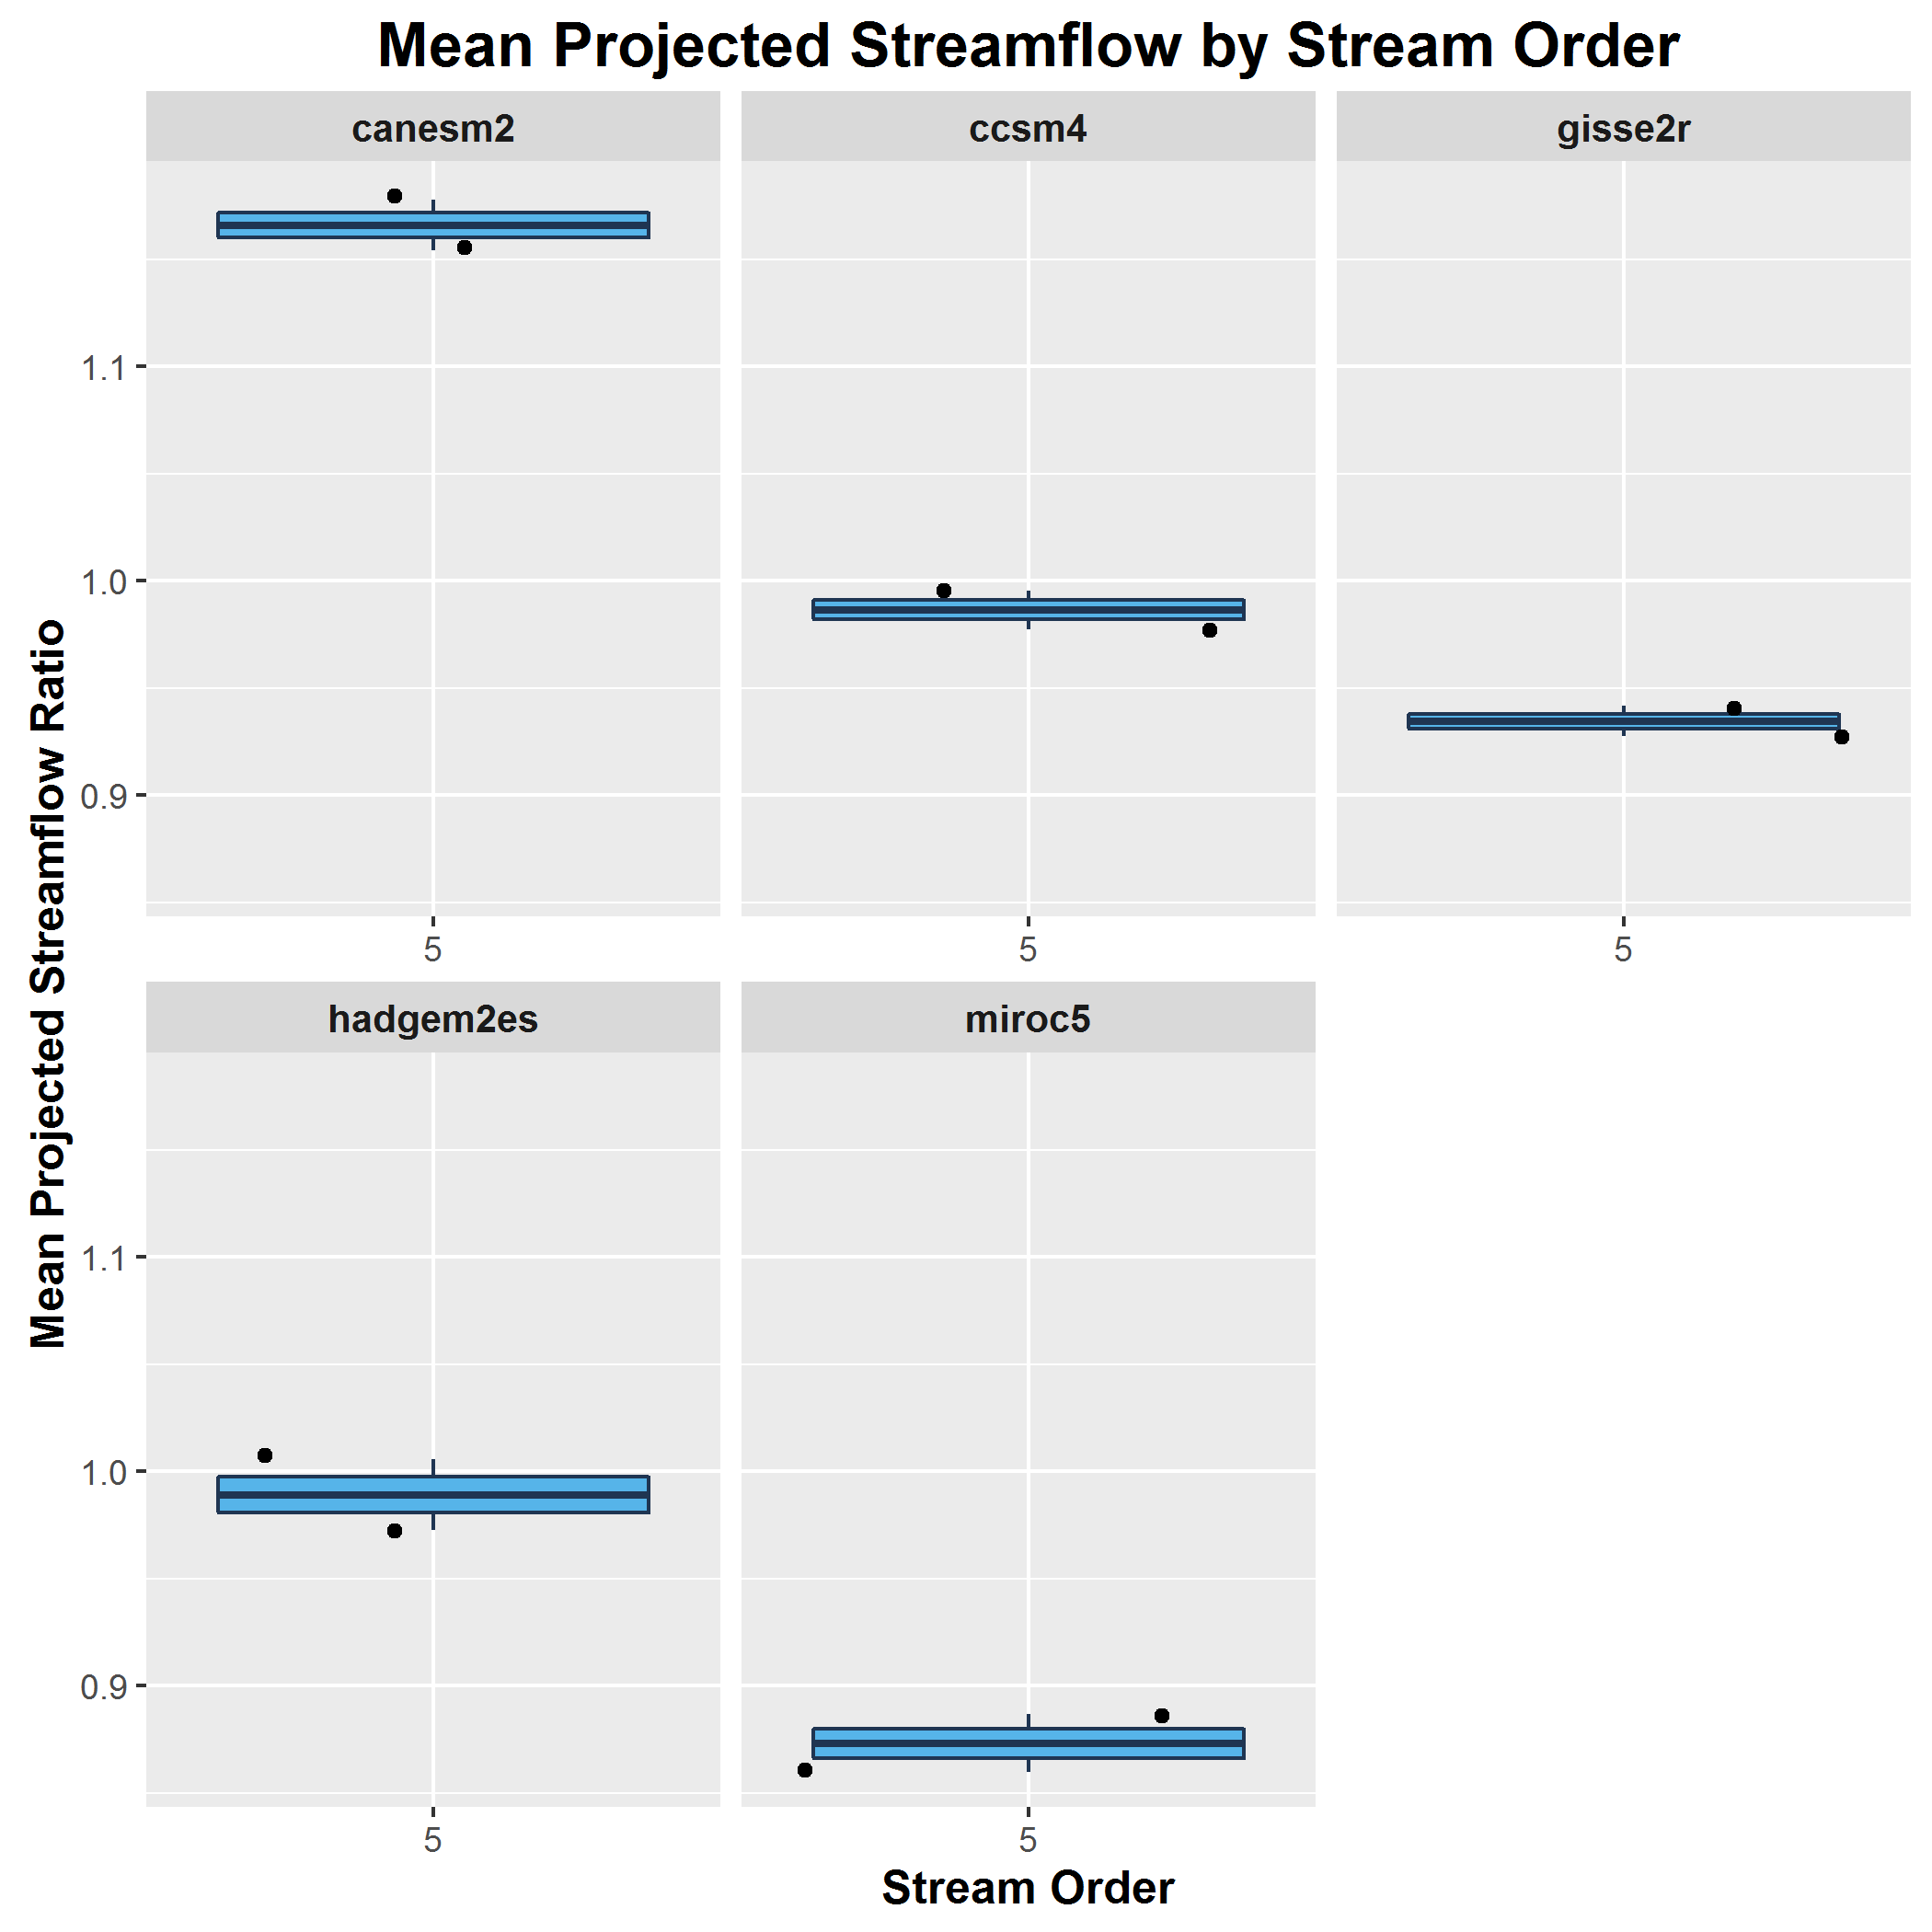 Mean Projected Streamflow by Stream Order
canesm2
ccsm4
gisse2r
1.1
1.0
0.9
5
5
5
Mean Projected Streamflow Ratio
hadgem2es
miroc5
1.1
1.0
0.9
5
5
Stream Order